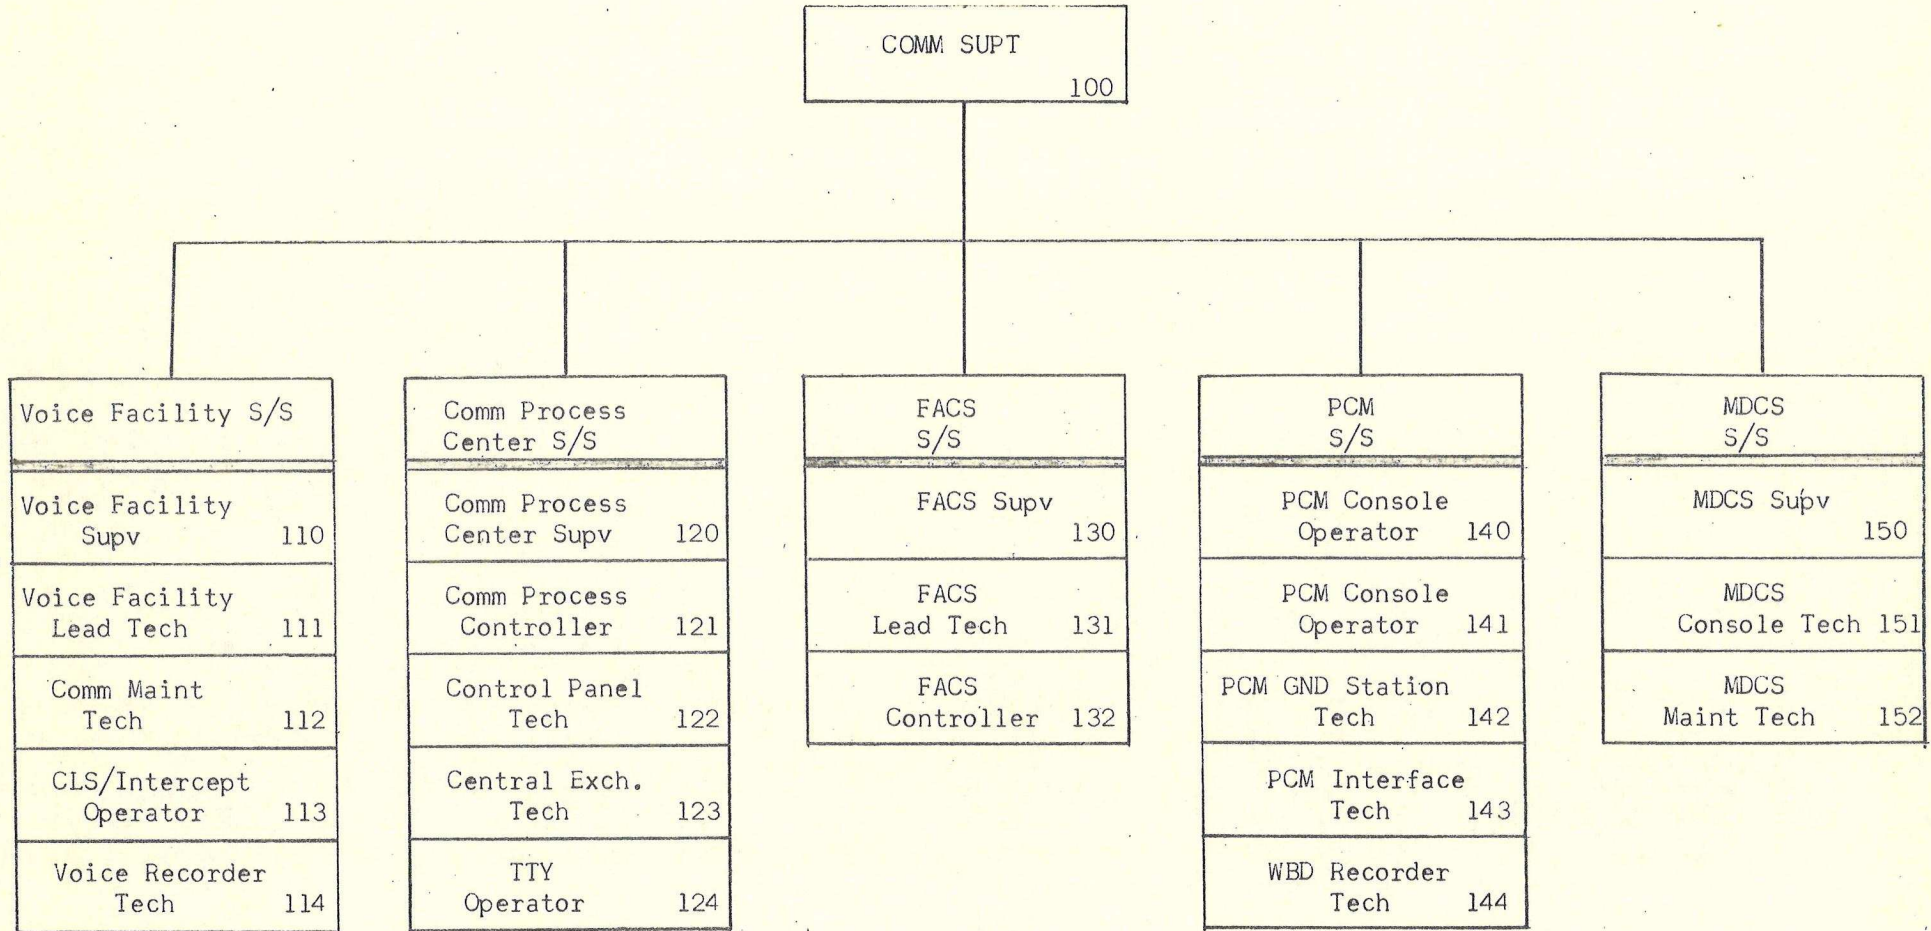 COMM SUPT
100
Voice Facility S/S
Voice Facility
Supv 110
Voice Facility
Lead Tech 111
Comm Maint
Tech 112
CLS/Intercept
Operator 113
Voice Recorder
Tech 114
Comm Process
Center S/S
Comm Process
Center Supv 120
Comm Process
Controller 121
Control Panel
Tech 122
Central Exch.
Tech 123
TTY
Operator 124
FACS
S/S
FACS Supv
130
FACS
Lead Tech 131
FACS
Controller 132
PCM
S/S
PCM Console
Operator 140
PCM Console
Operator 141
PCM GND Station
Tech 142
PCM Interface
Tech 143
WBD Recorder
Tech 144
MDCS
S/S
MDCS Supv
150
MDCS
Console Tech 151
MDCS
Maint Tech 152